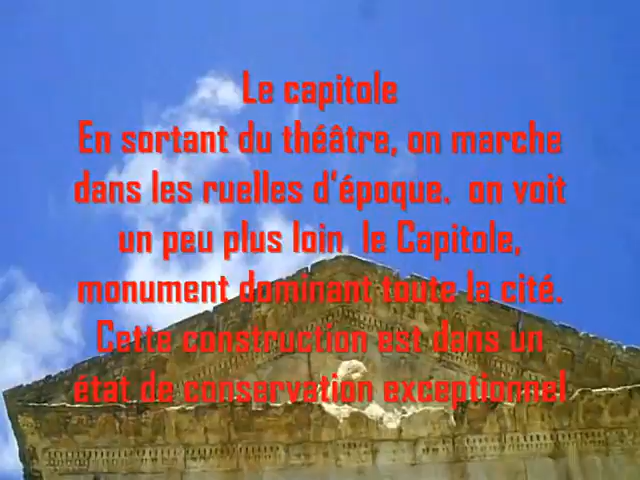 Le capitole
En sortant du théâtre, on marche
dans les ruelles d'époque.  on voit
un peu plus loin  le Capitole,
monument dominant toute la cité.
Cette construction est dans un
état de conservation exceptionnel